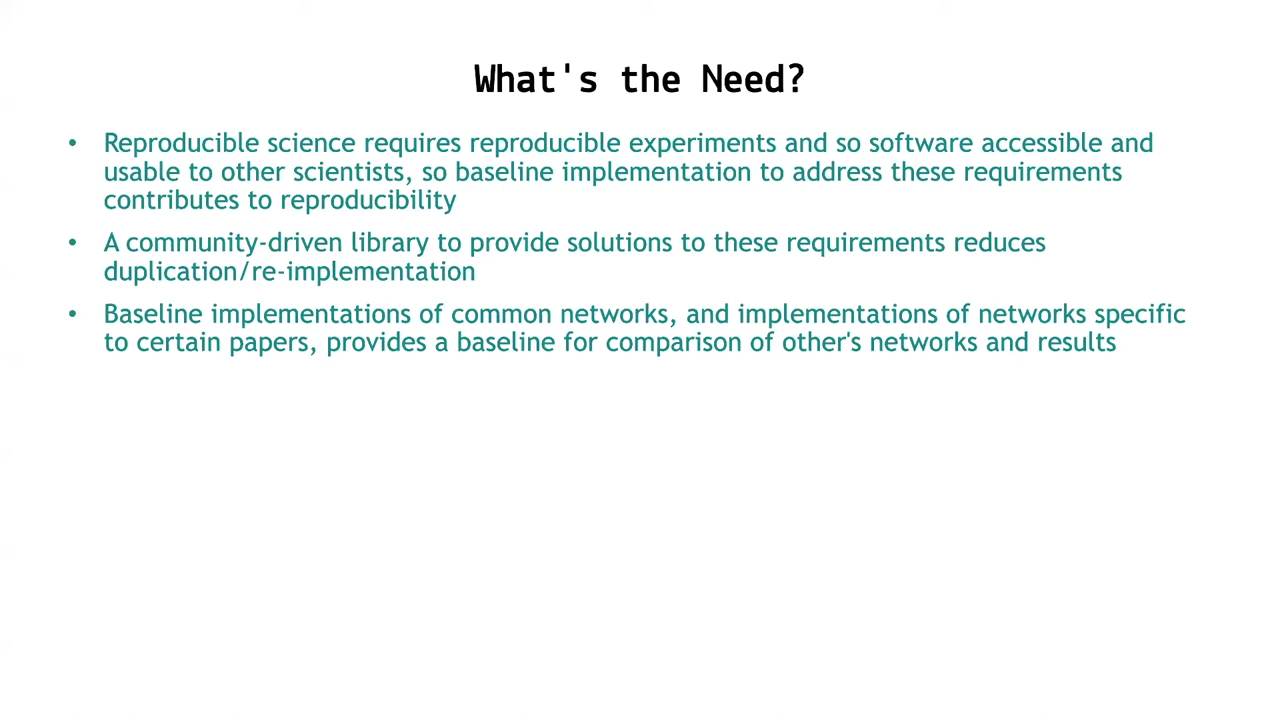 What's the Need?
• Reproducible science requires reproducible experiments and so software accessible and
usable to other scientists, so baseline implementation to address these requirements
contributes to reproducibility
• A community-driven library to provide solutions to these requirements reduces
duplication/re-implementation
• Baseline implementations of common networks, and implementations of networks specific
to certain papers, provides a baseline for comparison of other's networks and results